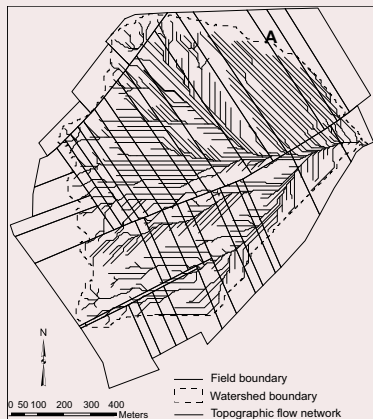 A
N
0 50 100 200 300 400
Meters
Field boundary
Watershed boundary
Topographic flow network